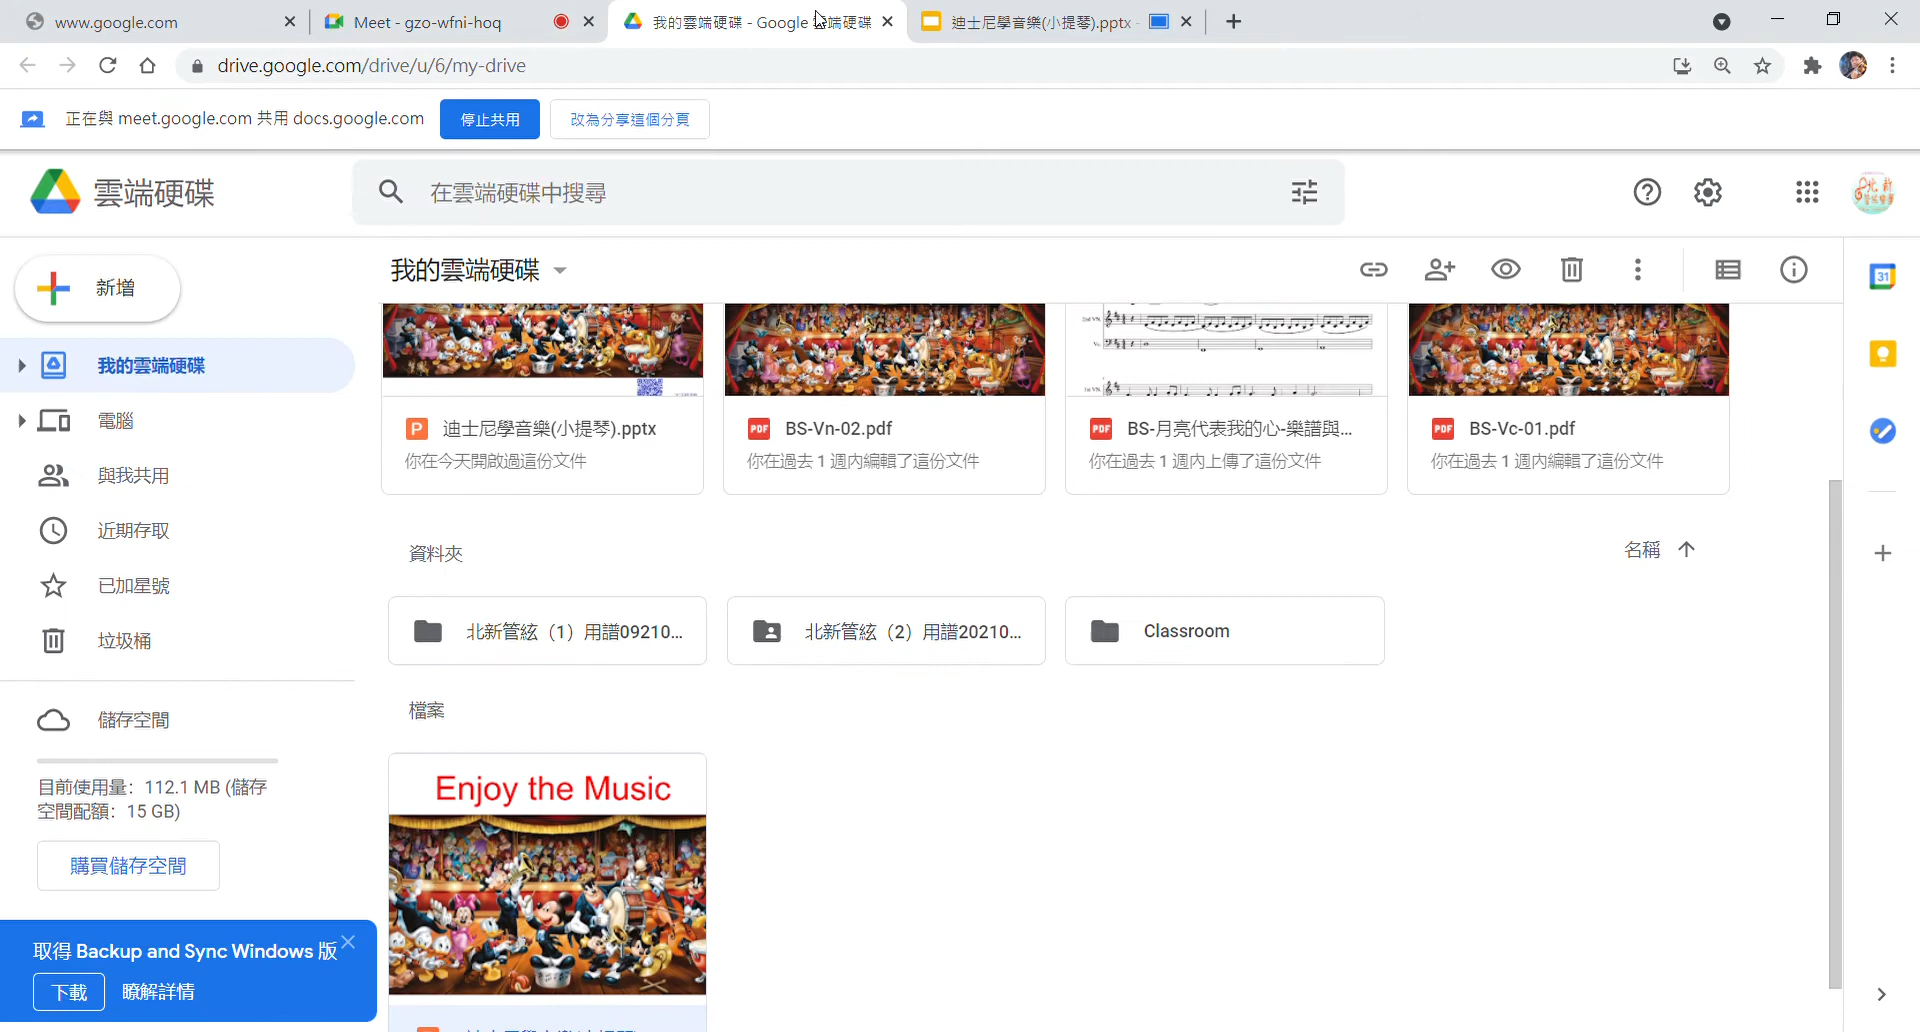 www.google.com
Meet - gzo-wfni-hoq
我的雲端硬碟 - Google 雲端硬碟
迪士尼學音樂(小提琴).pptx -
drive.google.com/drive/u/6/my-drive
正在與 meet.google.com 共用 docs.google.com
停止共用
改為分享這個分頁
雲端硬碟
在雲端硬碟中搜尋
新增
我的雲端硬碟
31
我的雲端硬碟
電腦
與我共用
近期存取
已加星號
垃圾桶
儲存空間
目前使用量：112.1 MB (儲存
空間配額：15 GB)
購買儲存空間
取得 Backup and Sync Windows 版
下載
瞭解詳情
2nd VN.
Vc.
1st VN.
P
迪士尼學音樂(小提琴).pptx
你在今天開啟過這份文件
PDF
BS-Vn-02.pdf
你在過去 1 週內編輯了這份文件
PDF
BS-月亮代表我的心-樂譜與...
你在過去 1 週內上傳了這份文件
PDF
BS-Vc-01.pdf
你在過去 1 週內編輯了這份文件
資料夾
名稱
北新管絃（1）用譜09210...
北新管絃（2）用譜20210...
Classroom
檔案
Enjoy the Music